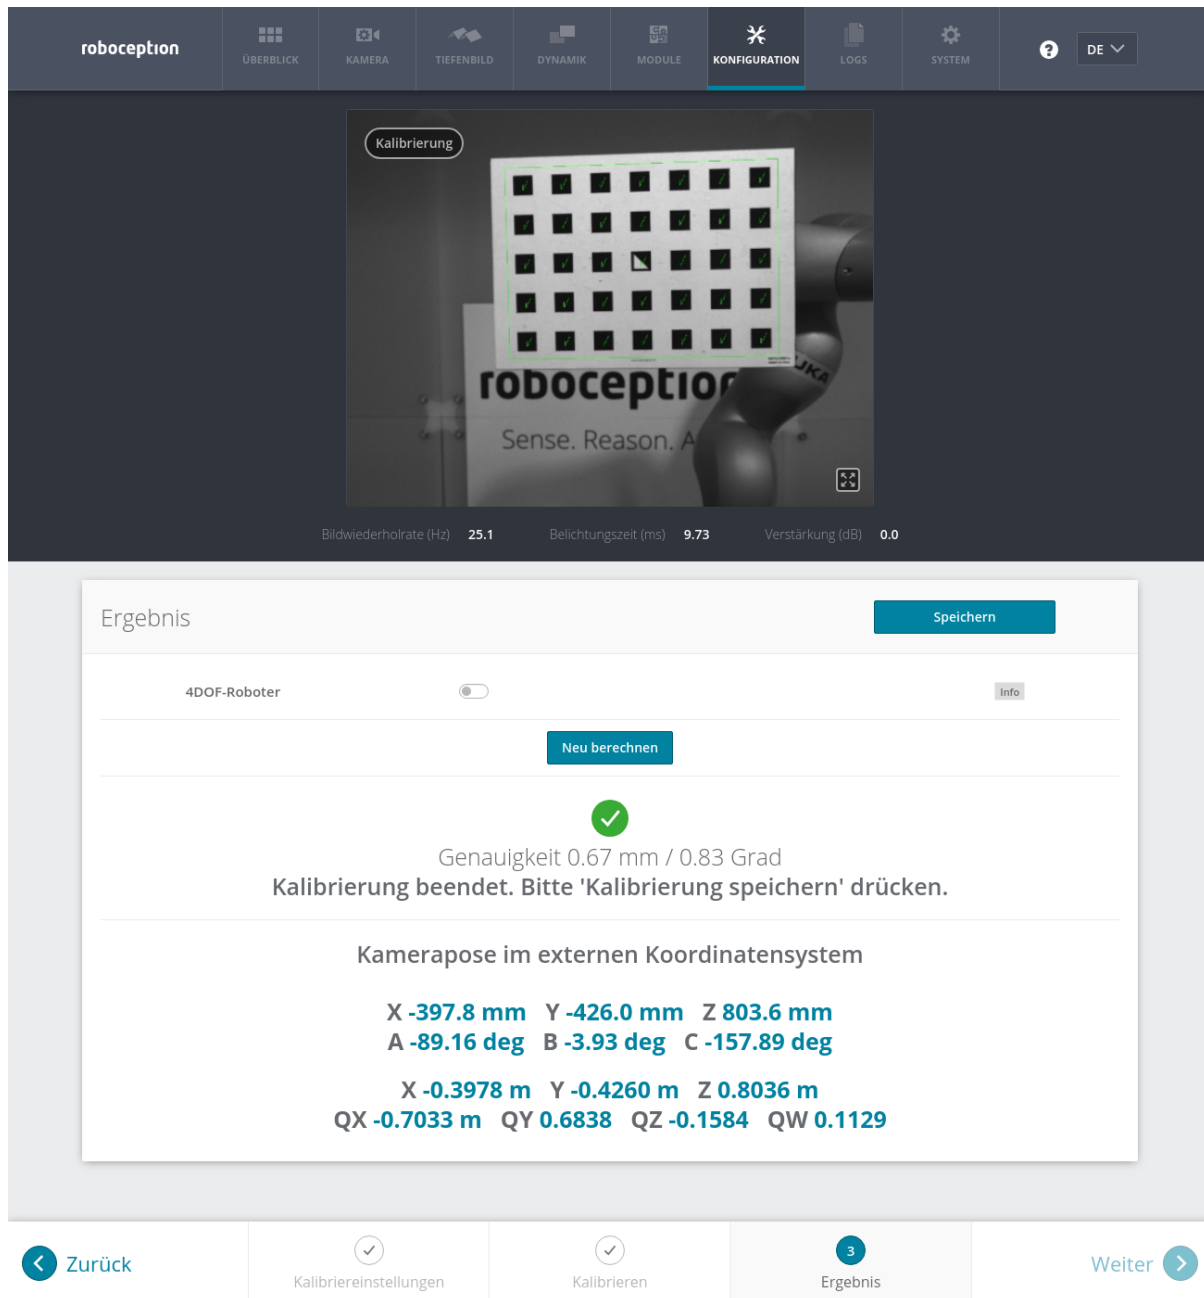 roboception
ÜBERBLICK
KAMERA
TIEFENBILD
DYNAMIK
MODULE
KONFIGURATION
LOGS
SYSTEM
?
DE
Kalibrierung
KUKA
roboception
Sense. Reason. A
Bildwiederholrate (Hz) 25.1 Belichtungszeit (ms) 9.73 Verstärkung (dB) 0.0
Ergebnis
Speichern
4DOF-Roboter
Info
Neu berechnen
Genauigkeit 0.67 mm / 0.83 Grad
Kalibrierung beendet. Bitte 'Kalibrierung speichern' drücken.
Kamerapose im externen Koordinatensystem
X -397.8 mm Y -426.0 mm Z 803.6 mm
A -89.16 deg B -3.93 deg C -157.89 deg
X -0.3978 m Y -0.4260 m Z 0.8036 m
QX -0.7033 m QY 0.6838 QZ -0.1584 QW 0.1129
Zurück
Kalibriereinstellungen
Kalibrieren
3
Ergebnis
Weiter